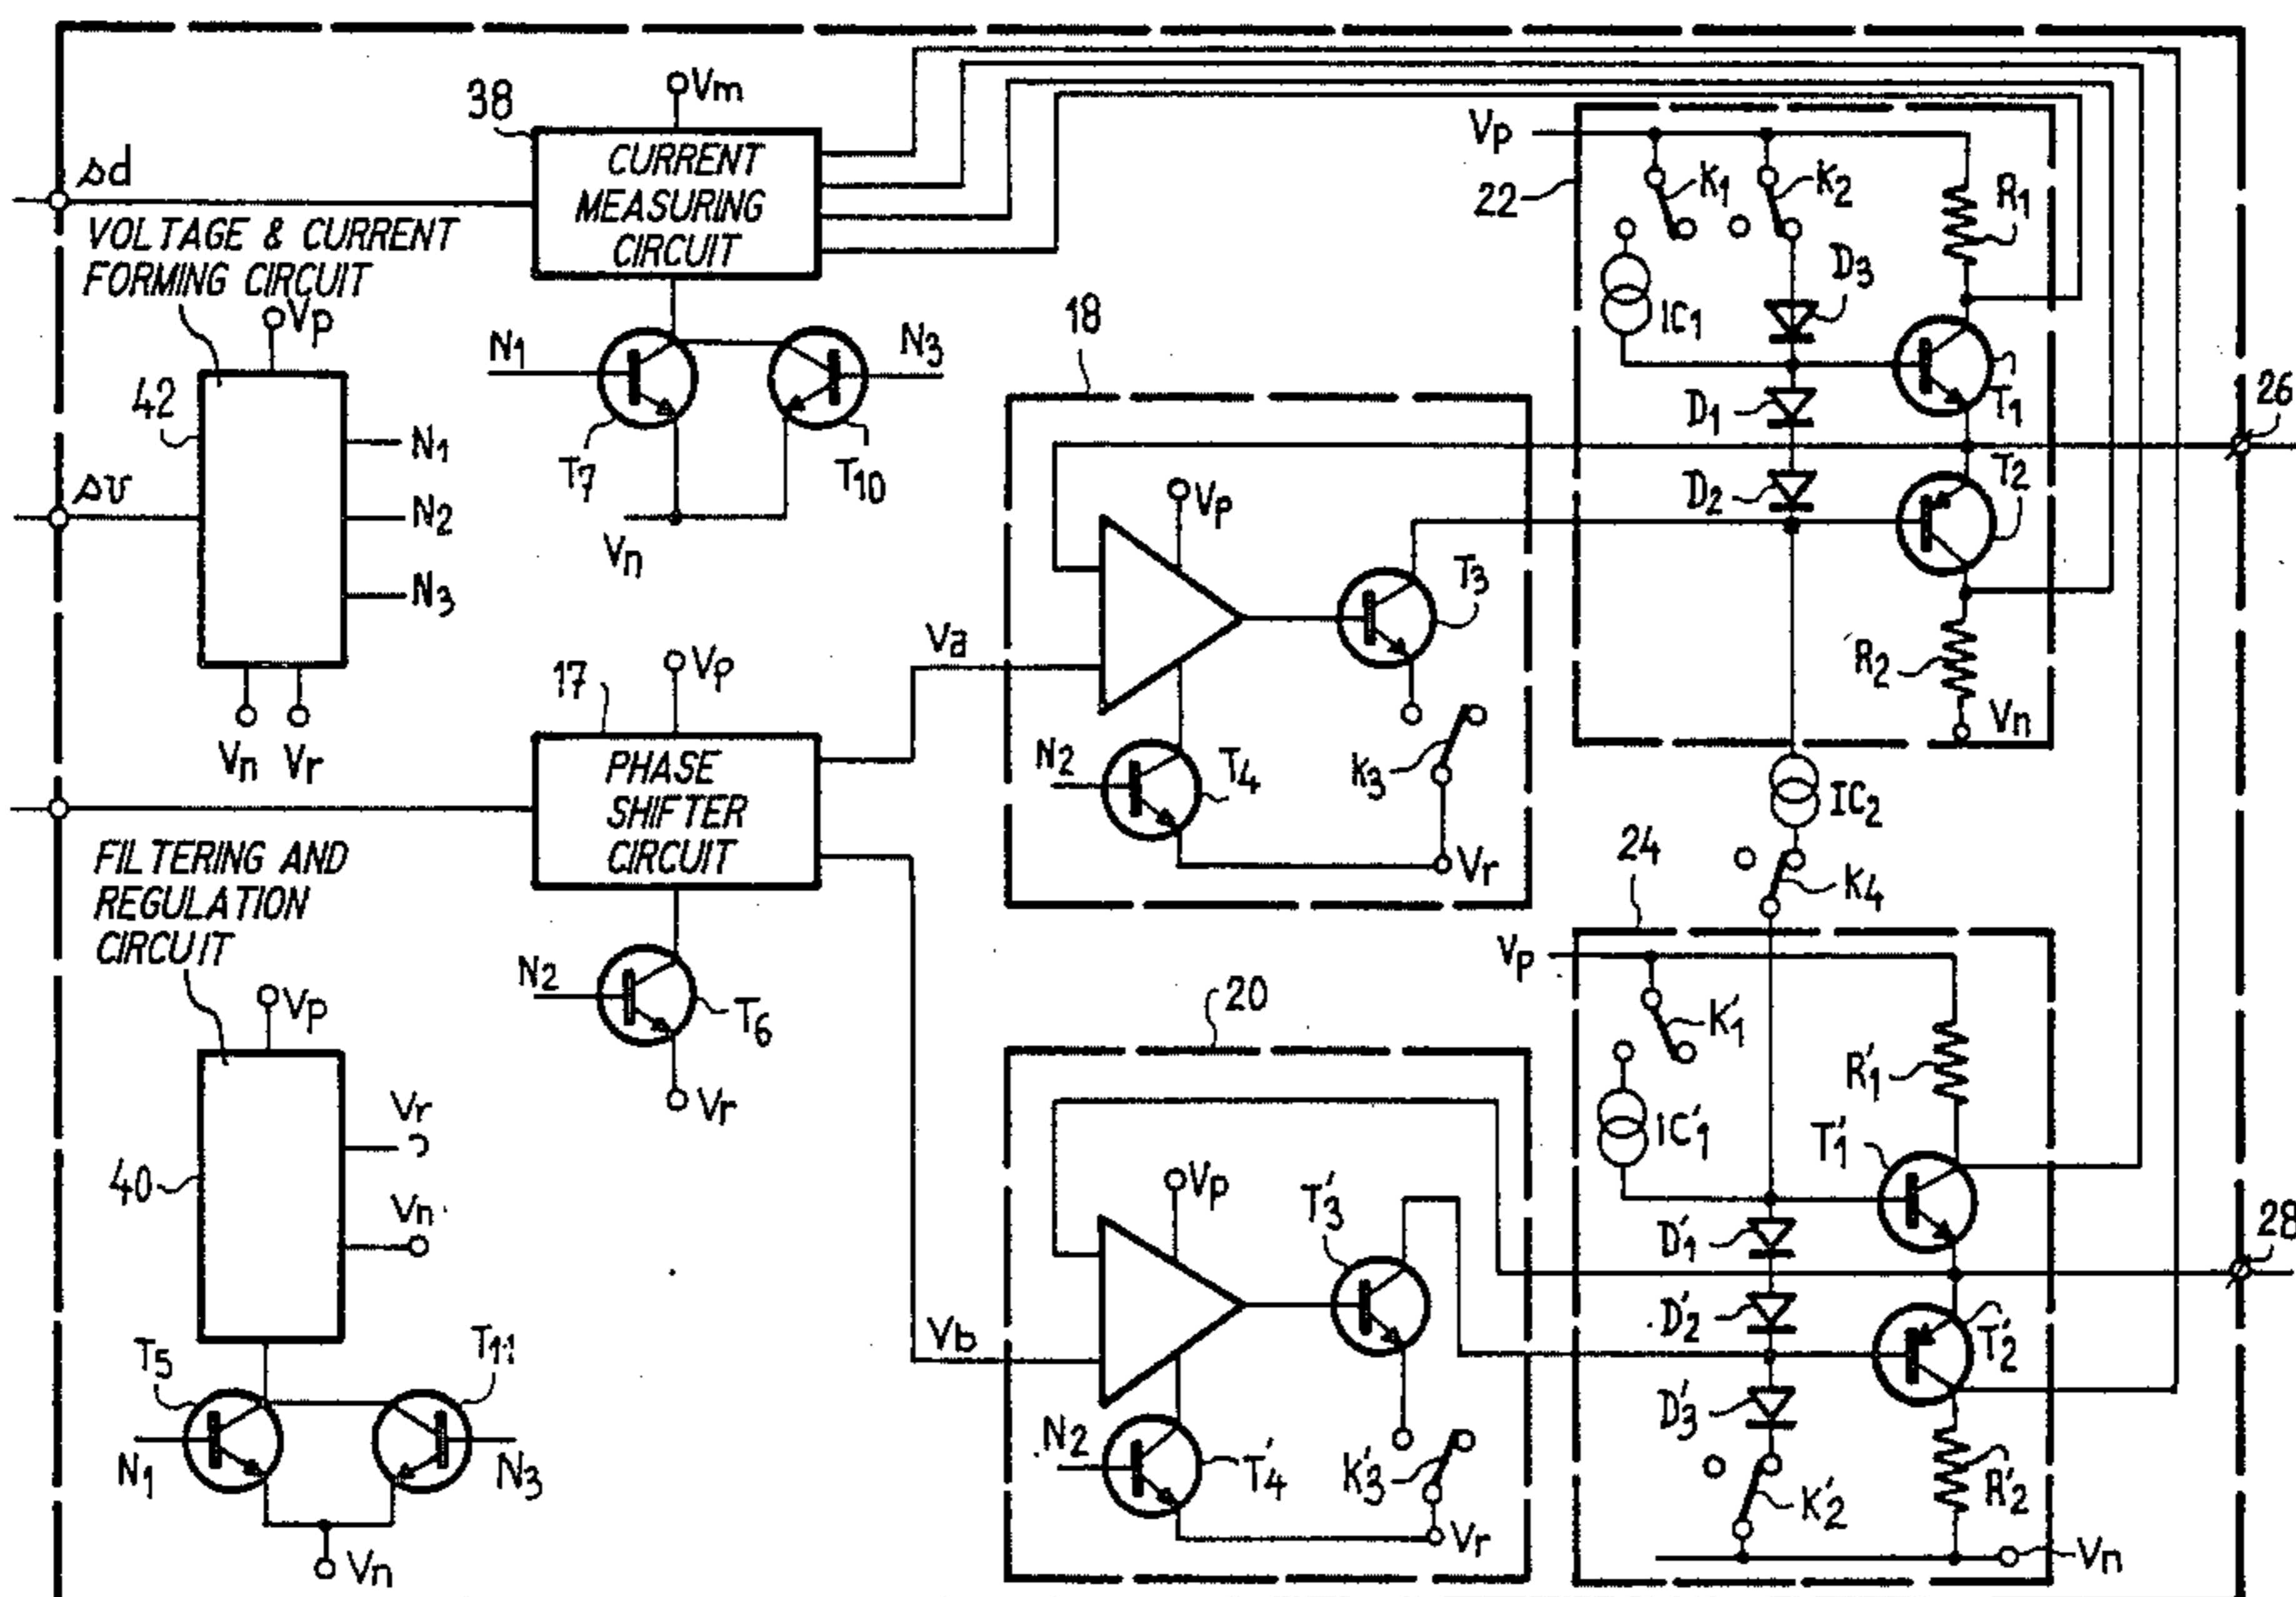 Vm
38
CURRENT
MEASURING
CIRCUIT
sd
VOLTAGE & CURRENT
FORMING CIRCUIT
Vp
42
N1
N2
N3
sv
Vn Vr
N1
N3
T7
T10
Vn
18
Vp
Va
T3
N2
T4
K3
Vr
Vp
22
K1
K2
R1
IC1
D3
T1
D1
26
D2
T2
R2
Vn
IC2
K4
17
Vp
PHASE
SHIFTER
CIRCUIT
N2
T6
Vr
FILTERING AND
REGULATION
CIRCUIT
Vp
40
Vr
Vn
T5
T11
N1
N3
Vn
20
Vp
T'3
Vb
N2
T'4
K'3
Vr
24
Vp
K'1
R'1
IC'1
T'1
D'1
28
D'2
T'2
D'3
K'2
R'2
Vn